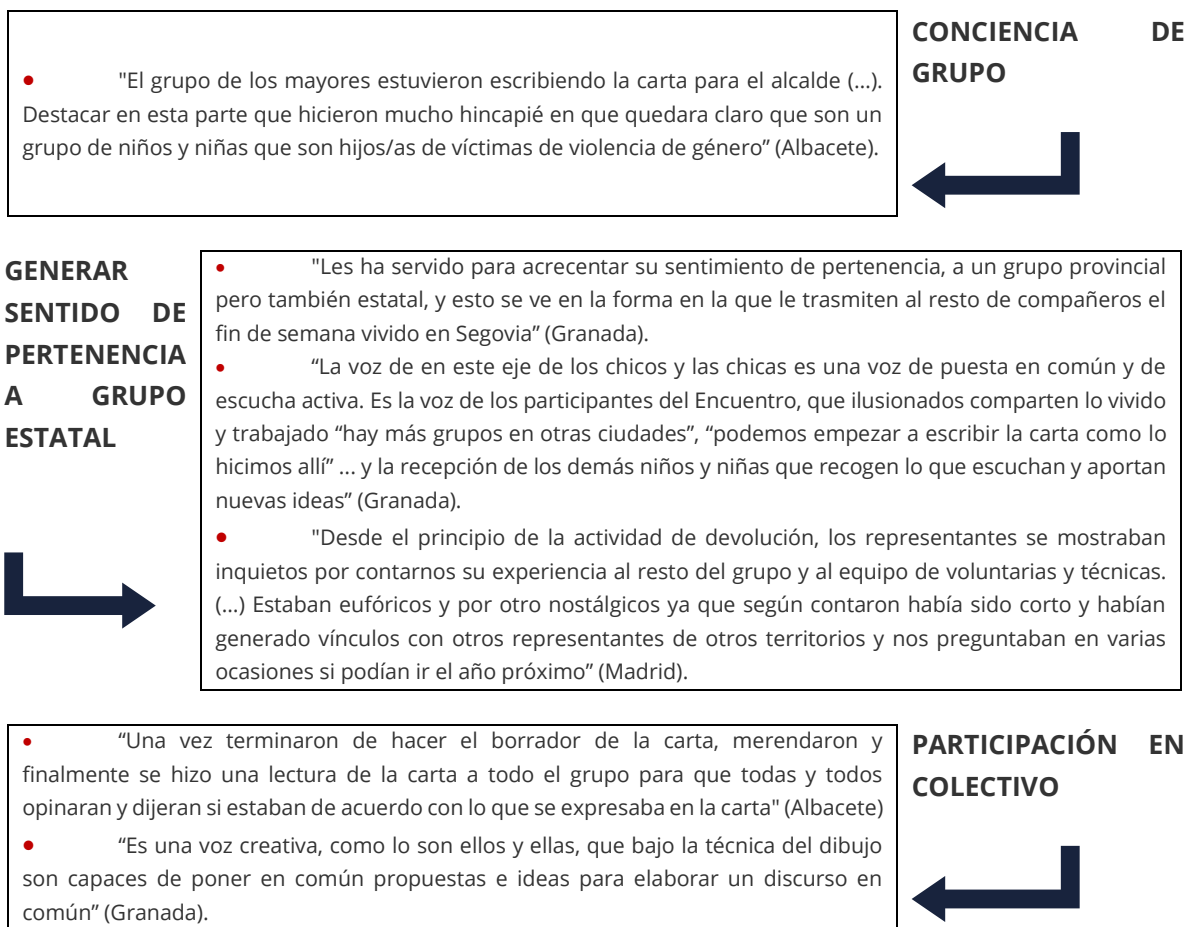 CONCIENCIA DE
GRUPO
• "El grupo de los mayores estuvieron escribiendo la carta para el alcalde (...).
Destacar en esta parte que hicieron mucho hincapié en que quedara claro que son un
grupo de niños y niñas que son hijos/as de víctimas de violencia de género” (Albacete).
GENERAR
SENTIDO DE
PERTENENCIA
A GRUPO
ESTATAL
• "Les ha servido para acrecentar su sentimiento de pertenencia, a un grupo provincial
pero también estatal, y esto se ve en la forma en la que le trasmiten al resto de compañeros el
fin de semana vivido en Segovia” (Granada).
• “La voz de en este eje de los chicos y las chicas es una voz de puesta en común y de
escucha activa. Es la voz de los participantes del Encuentro, que ilusionados comparten lo vivido
y trabajado “hay más grupos en otras ciudades”, “podemos empezar a escribir la carta como lo
hicimos allí” ... y la recepción de los demás niños y niñas que recogen lo que escuchan y aportan
nuevas ideas” (Granada).
• "Desde el principio de la actividad de devolución, los representantes se mostraban
inquietos por contarnos su experiencia al resto del grupo y al equipo de voluntarias y técnicas.
(...) Estaban eufóricos y por otro nostálgicos ya que según contaron había sido corto y habían
generado vínculos con otros representantes de otros territorios y nos preguntaban en varias
ocasiones si podían ir el año próximo” (Madrid).
• “Una vez terminaron de hacer el borrador de la carta, merendaron y
finalmente se hizo una lectura de la carta a todo el grupo para que todas y todos
opinaran y dijeran si estaban de acuerdo con lo que se expresaba en la carta" (Albacete)
• “Es una voz creativa, como lo son ellos y ellas, que bajo la técnica del dibujo
son capaces de poner en común propuestas e ideas para elaborar un discurso en
común” (Granada).
PARTICIPACIÓN EN
COLECTIVO